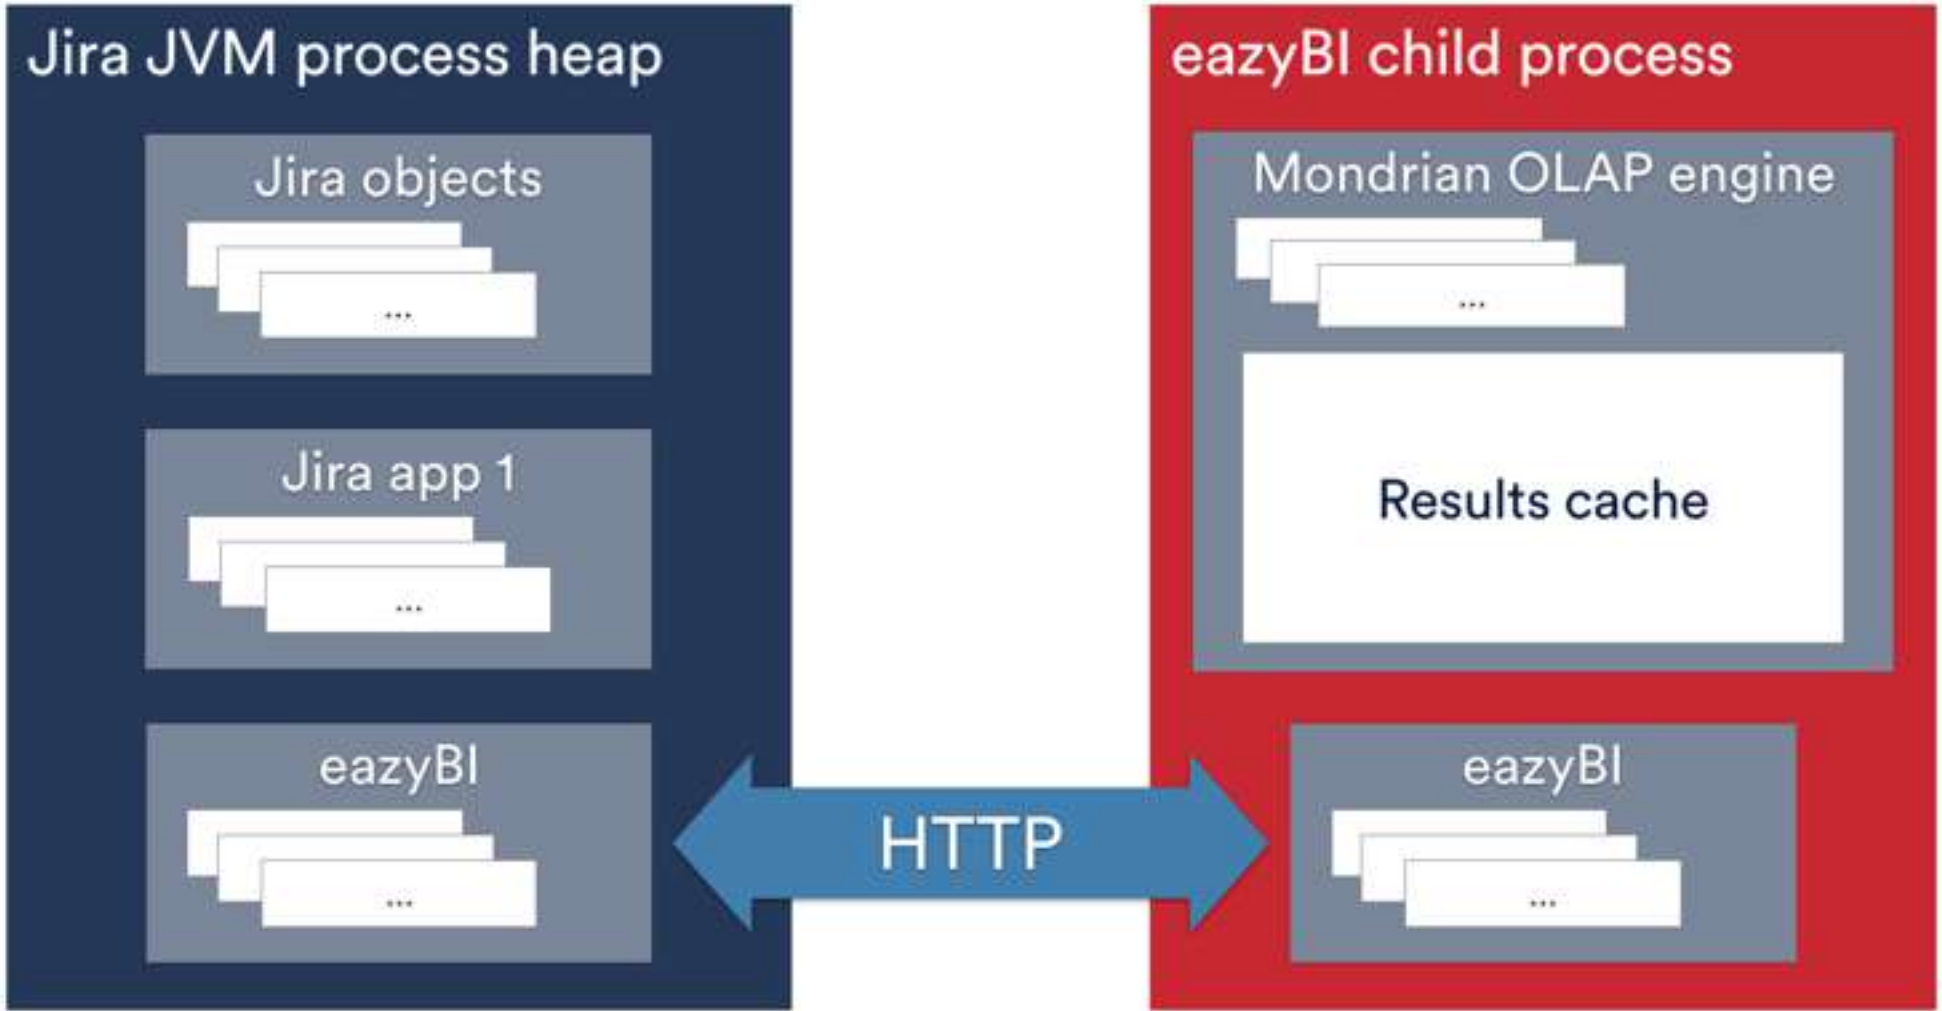 Jira JVM process heap
Jira objects
...
Jira app 1
...
eazyBI
...
HTTP
eazyBI child process
Mondrian OLAP engine
...
Results cache
eazyBI
...